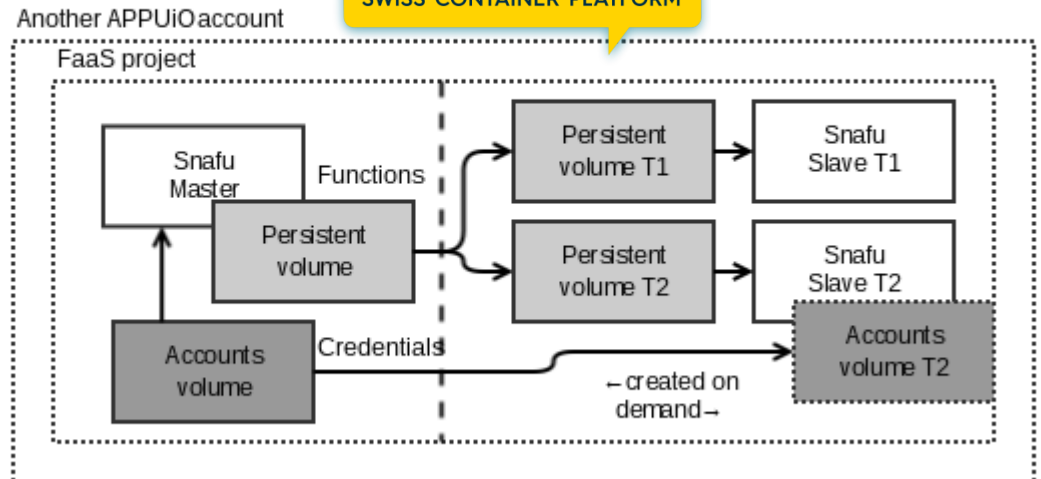 SWISS CONTAINER PLATFORM
Another APPUiO account
FaaS project
Snafu
Master
Functions
Persistent
volume
Accounts
volume
Credentials
Persistent
volume T1
Snafu
Slave T1
Persistent
volume T2
Snafu
Slave T2
Accounts
volume T2
←created on
demand→